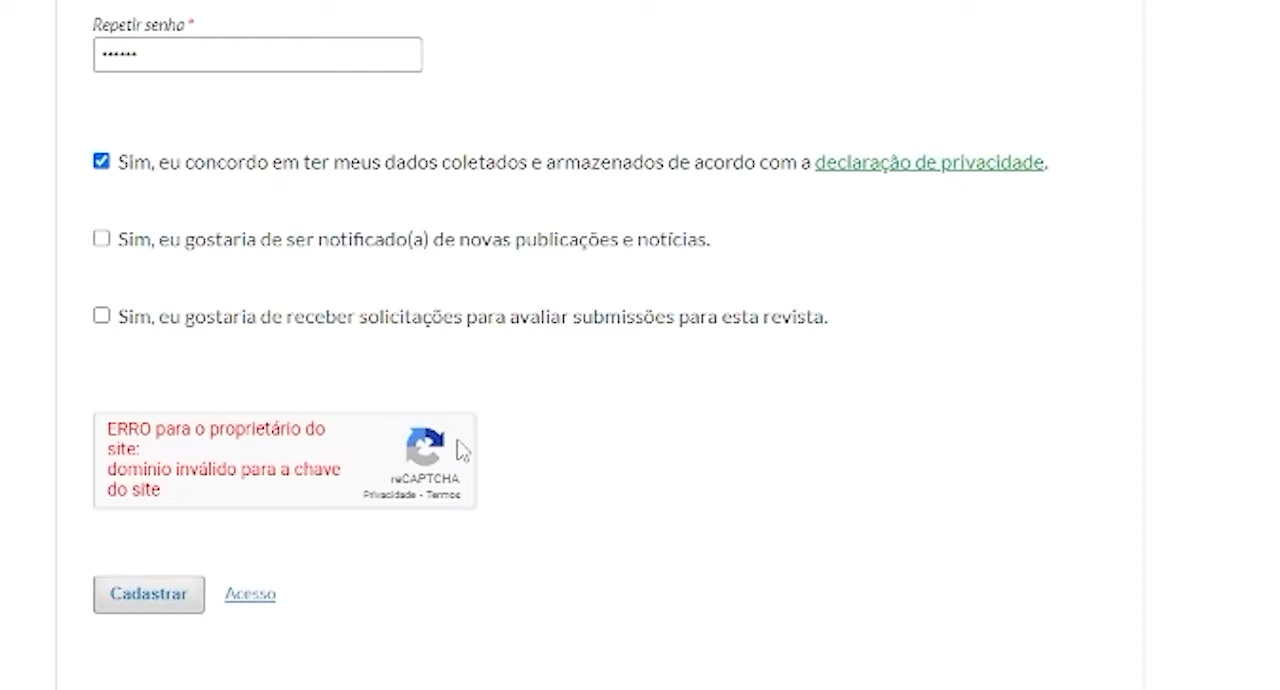 Repetir senha *
••••••
Sim, eu concordo em ter meus dados coletados e armazenados de acordo com a declaração de privacidade.
Sim, eu gostaria de ser notificado(a) de novas publicações e notícias.
Sim, eu gostaria de receber solicitações para avaliar submissões para esta revista.
ERRO para o proprietário do
site:
domínio inválido para a chave
do site
reCAPTCHA
Privacidade - Termos
Cadastrar Acesso